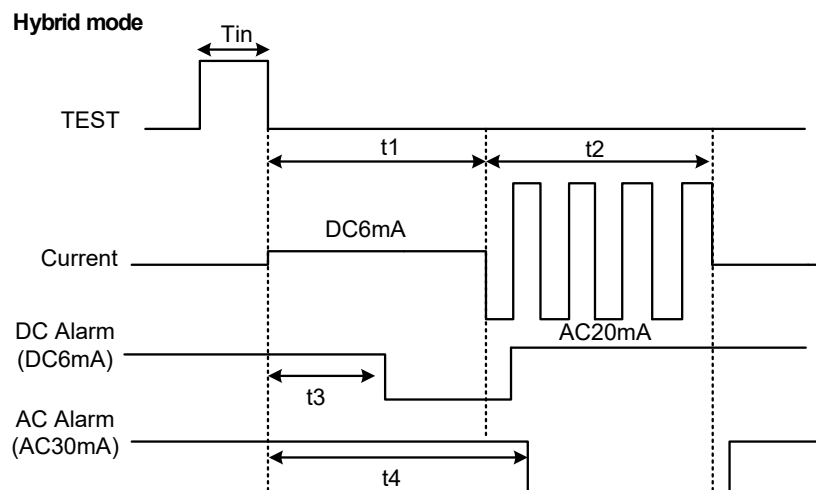 Hybrid mode
Tin
TEST
t1
t2
DC6mA
Current
AC20mA
DC Alarm
(DC6mA)
t3
AC Alarm
(AC30mA)
t4